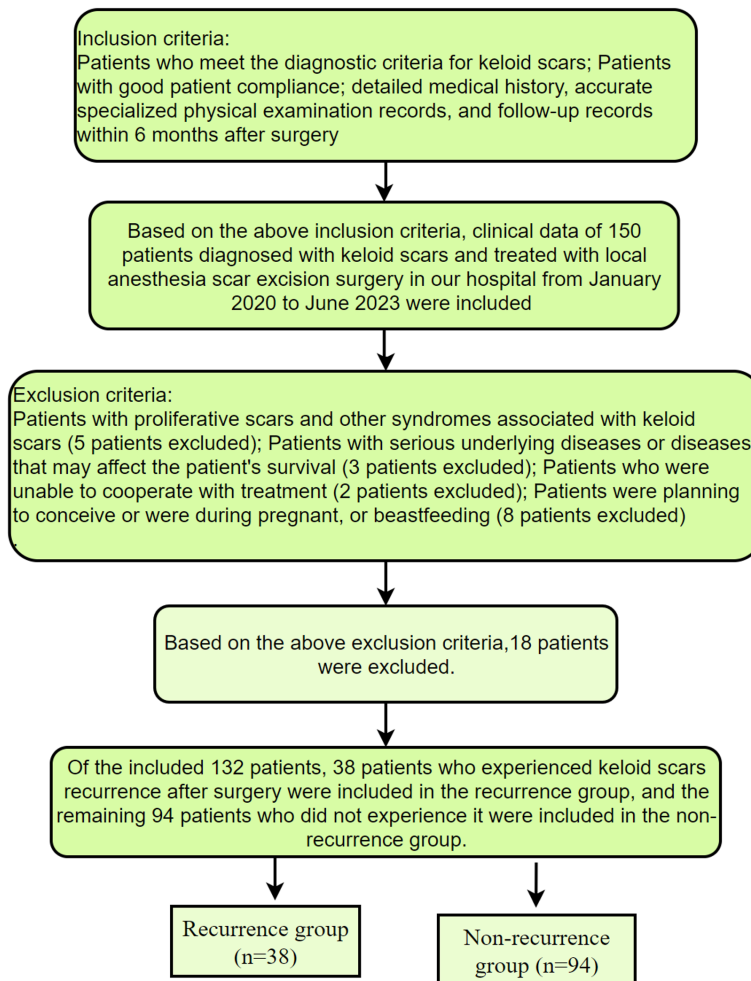 Inclusion criteria:
Patients who meet the diagnostic criteria for keloid scars; Patients
with good patient compliance; detailed medical history, accurate
specialized physical examination records, and follow-up records
within 6 months after surgery
Based on the above inclusion criteria, clinical data of 150
patients diagnosed with keloid scars and treated with local
anesthesia scar excision surgery in our hospital from January
2020 to June 2023 were included
Exclusion criteria:
Patients with proliferative scars and other syndromes associated with keloid
scars (5 patients excluded); Patients with serious underlying diseases or diseases
that may affect the patient's survival (3 patients excluded); Patients who were
unable to cooperate with treatment (2 patients excluded); Patients were planning
to conceive or were during pregnant, or beastfeeding (8 patients excluded)
.
Based on the above exclusion criteria,18 patients
were excluded.
Of the included 132 patients, 38 patients who experienced keloid scars
recurrence after surgery were included in the recurrence group, and the
remaining 94 patients who did not experience it were included in the non-
recurrence group.
Recurrence group
(n=38)
Non-recurrence
group (n=94)